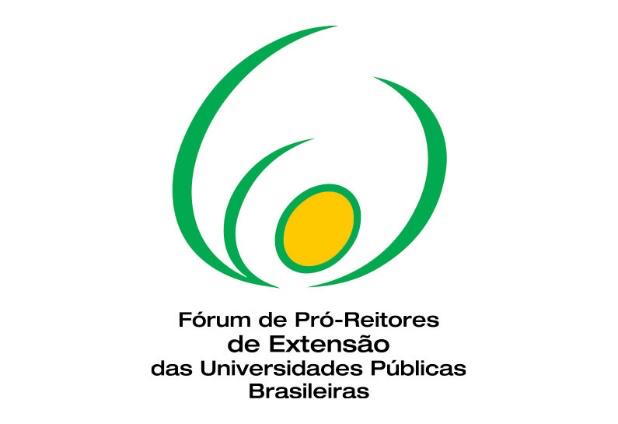 Fórum de Pró-Reitores
de Extensão
das Universidades Públicas
Brasileiras